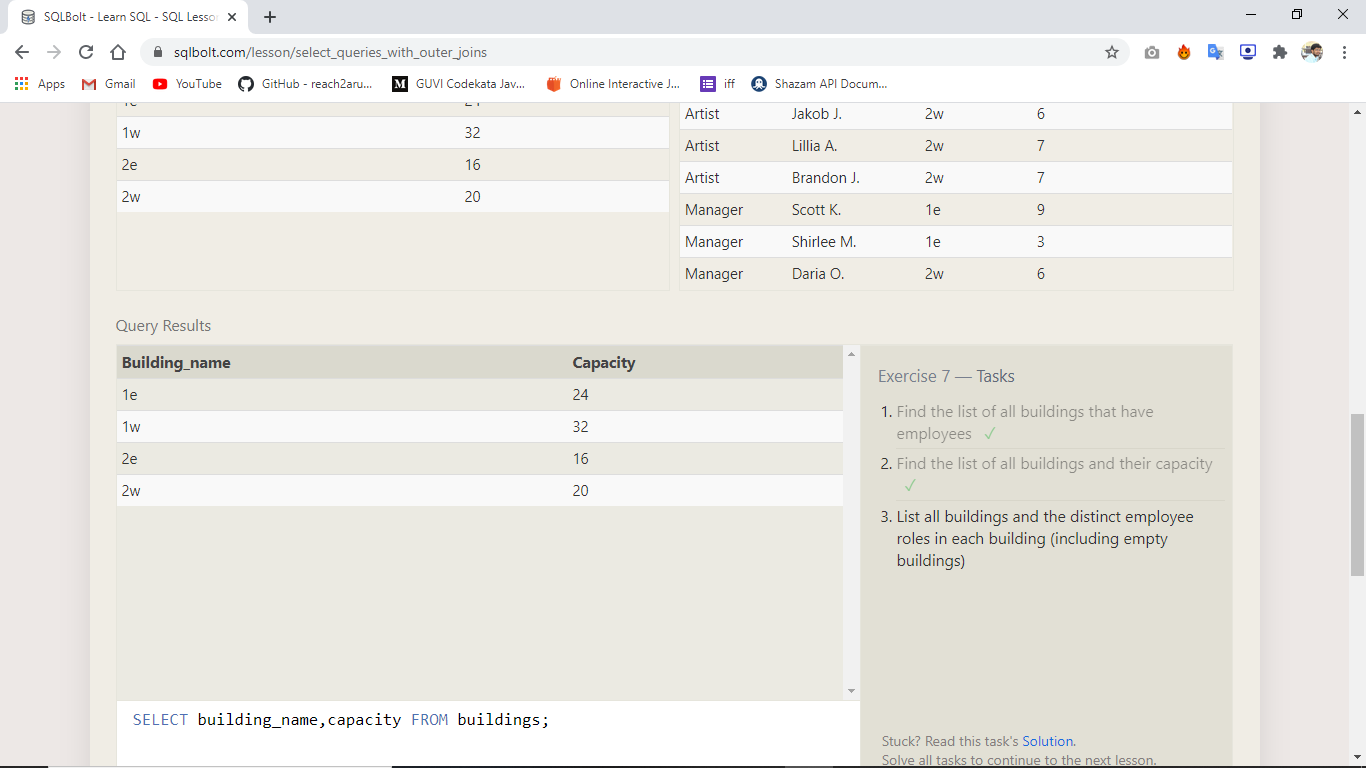 SQLBolt - Learn SQL - SQL Lesson
sqlbolt.com/lesson/select_queries_with_outer_joins
Apps Gmail YouTube GitHub - reach2aru... M GUVI Codekata Jav... Online Interactive J... iff Shazam API Docum...
1w 32
2e 16
2w 20
Artist Jakob J. 2w 6
Artist Lillia A. 2w 7
Artist Brandon J. 2w 7
Manager Scott K. 1e 9
Manager Shirlee M. 1e 3
Manager Daria O. 2w 6
Query Results
Building_name Capacity
1e 24
1w 32
2e 16
2w 20
Exercise 7 — Tasks
1. Find the list of all buildings that have
employees ✓
2. Find the list of all buildings and their capacity
✓
3. List all buildings and the distinct employee
roles in each building (including empty
buildings)
SELECT building_name,capacity FROM buildings;
Stuck? Read this task's Solution.
Solve all tasks to continue to the next lesson.